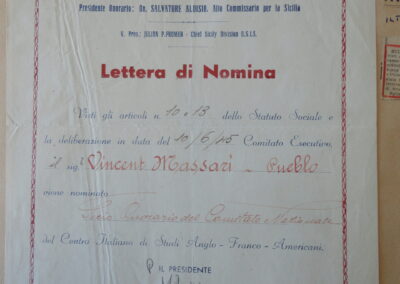 Presidente Onorario: On. SALVATORE ALDISIO, Alto Commissario per la Sicilia
V. Pres.: JULIAN P. FROMER - Chief Sicily Division U.S.I.S.
Lettera di Nomina
Visti gli articoli n. 10 e 13 dello Statuto Sociale e
la deliberazione in data del 10/6/45 Comitato Esecutivo,
il sig. Vincent Massari - Pueblo
viene nominato
Socio Onorario del Comitato Nazionale
del Centro Italiano di Studi Anglo - Franco - Americani.
P. IL PRESIDENTE